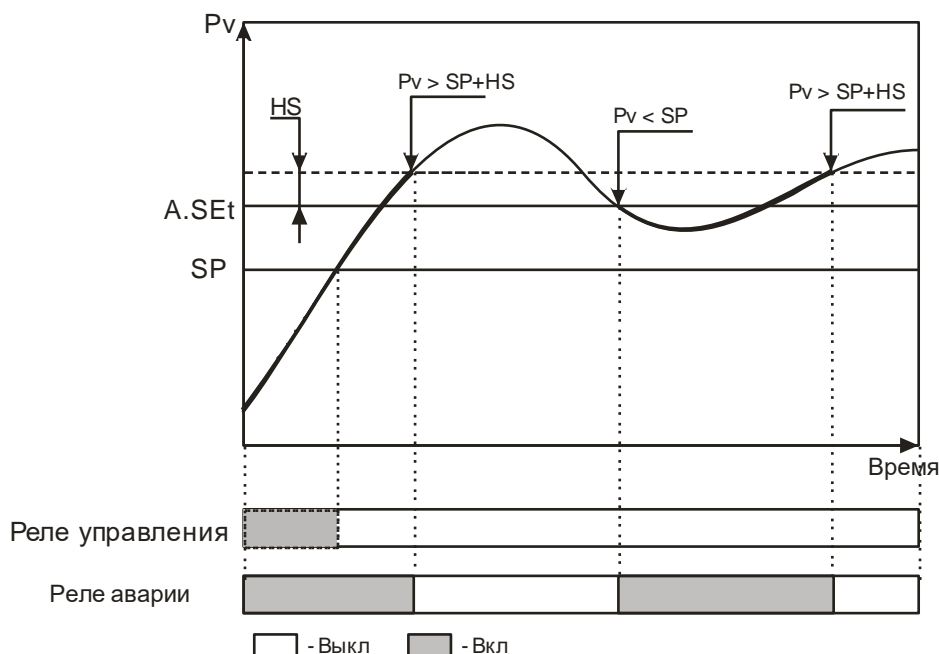 Pv
Pv > SP+HS
HS
Pv < SP
Pv > SP+HS
A.SEt
SP
Время
Реле управления
Реле аварии
- Выкл
- Вкл